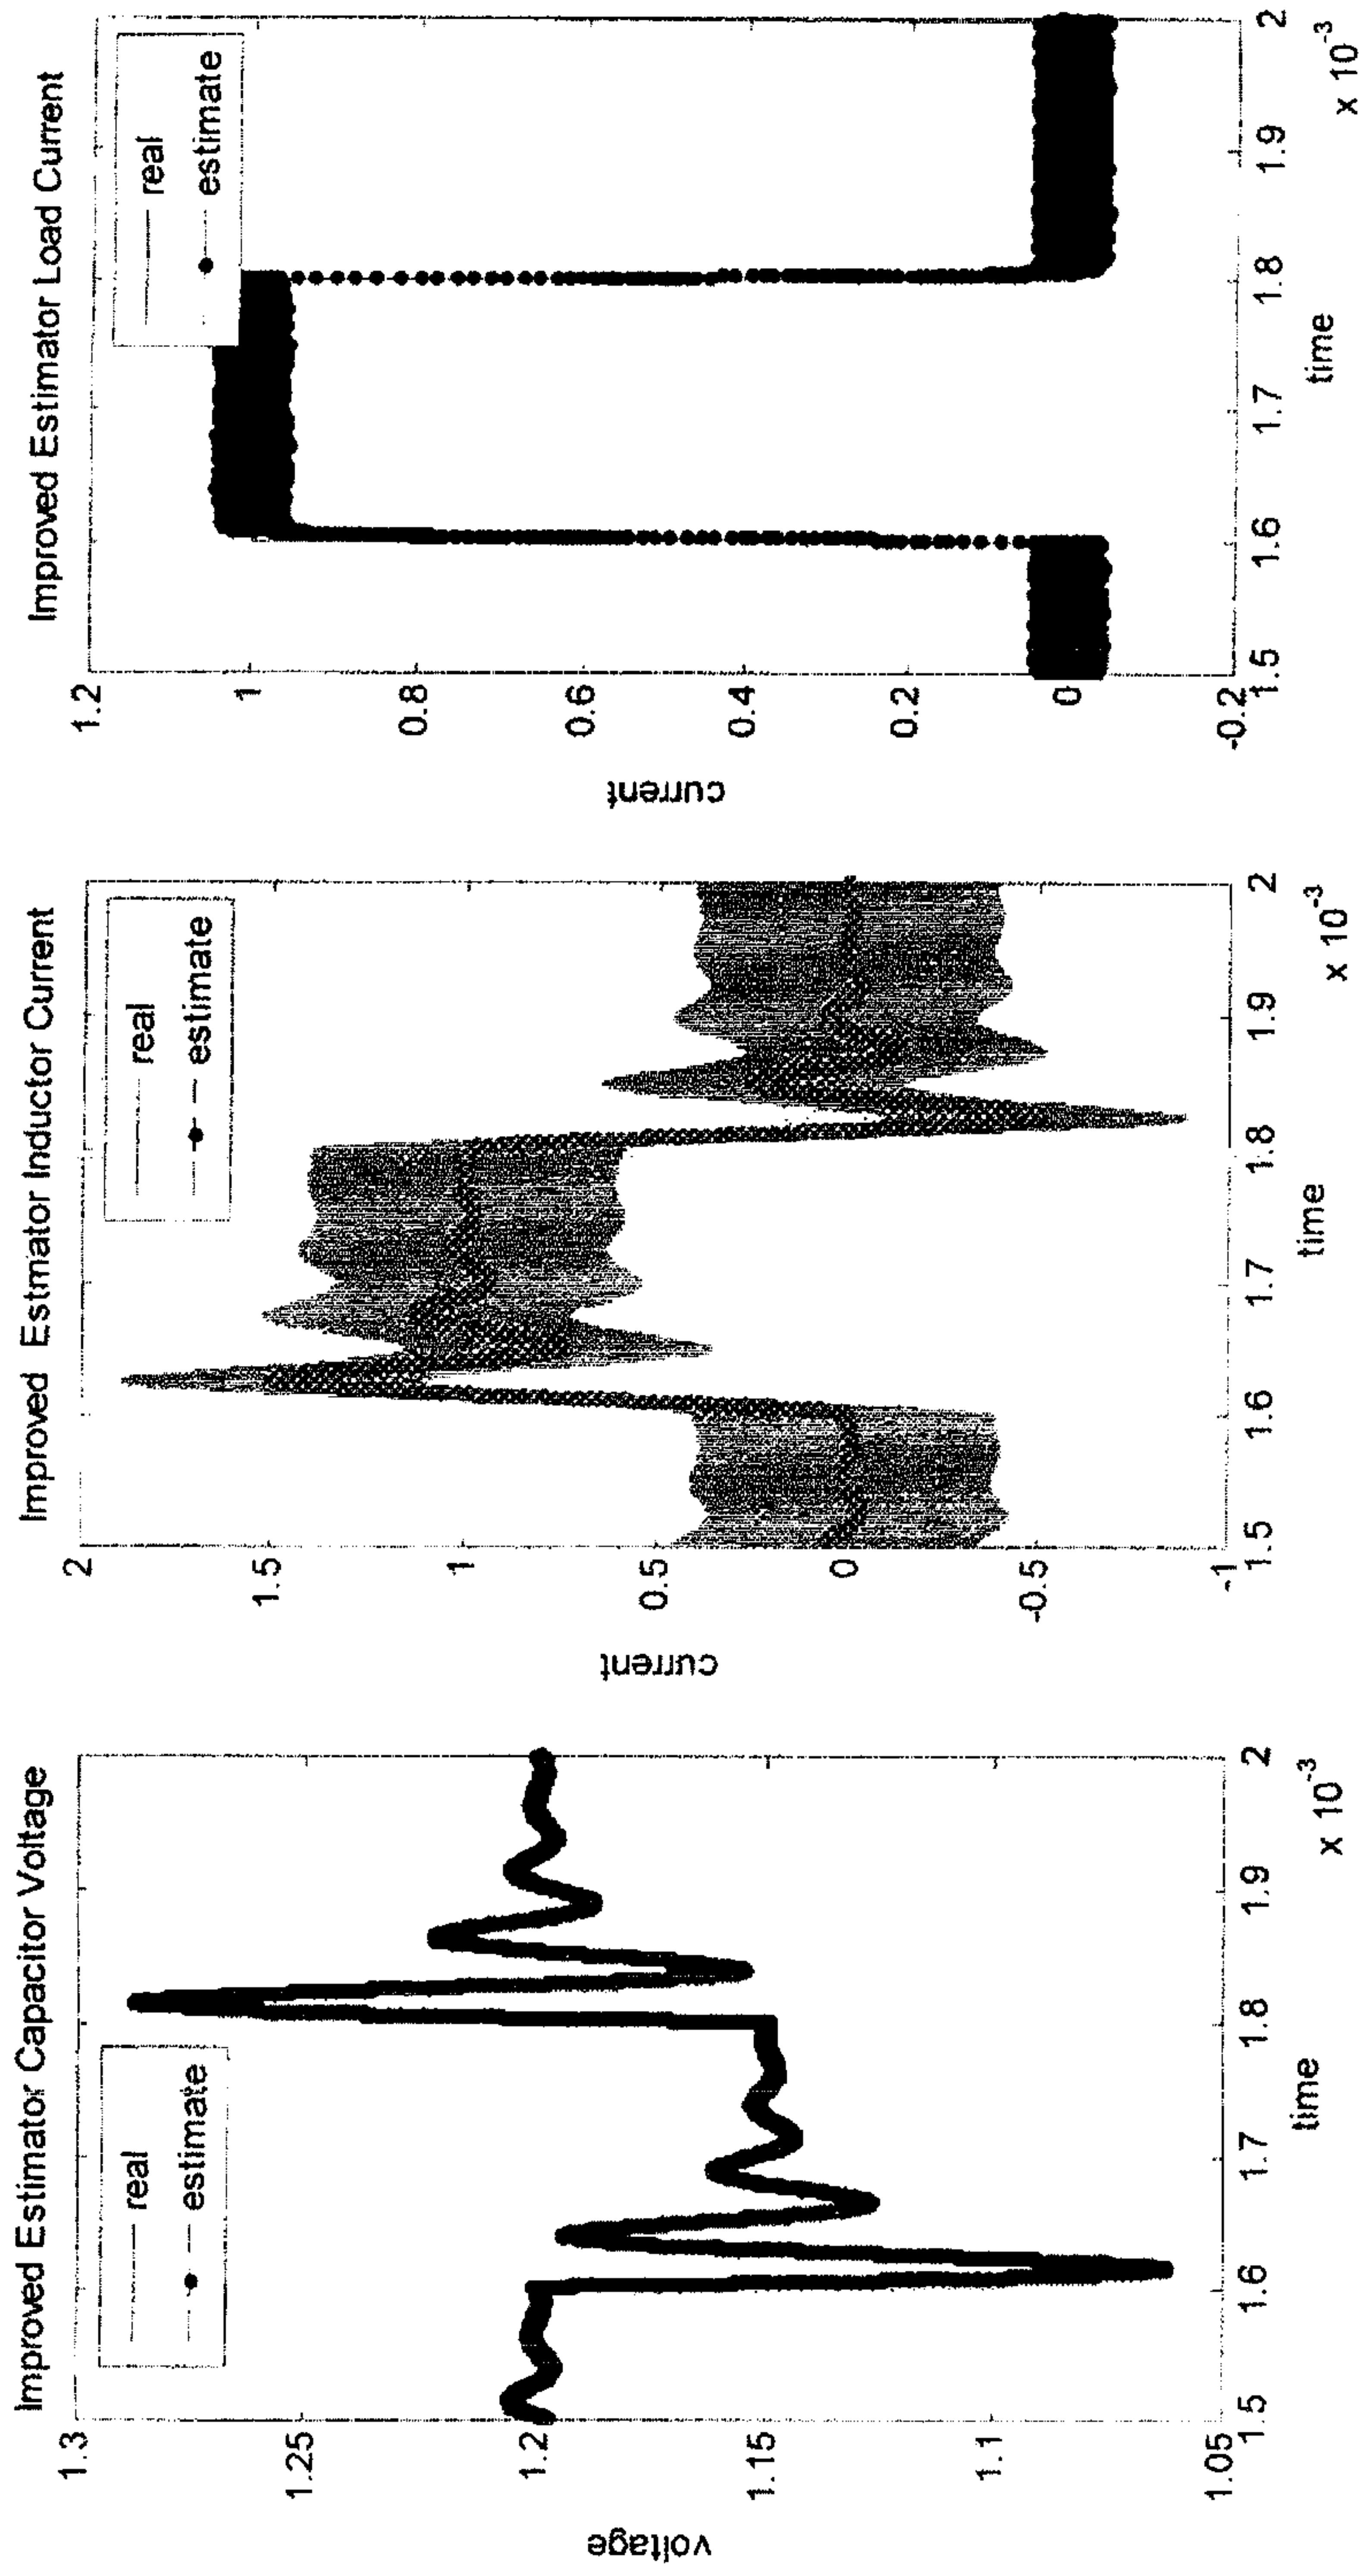 Improved Estimator Capacitor Voltage
real
estimate
voltage
1.3
1.25
1.2
1.15
1.1
1.05
1.5
1.6
1.7
1.8
1.9
2
time
x 10-3
Improved Estmator Inductor Current
real
estimate
current
2
1.5
1
0.5
0
-0.5
-1
1.5
1.6
1.7
1.8
1.9
2
time
x 10-3
Improved Estimator Load Current
real
estimate
current
1.2
1
0.8
0.6
0.4
0.2
0
-0.2
1.5
1.6
1.7
1.8
1.9
2
time
x 10-3